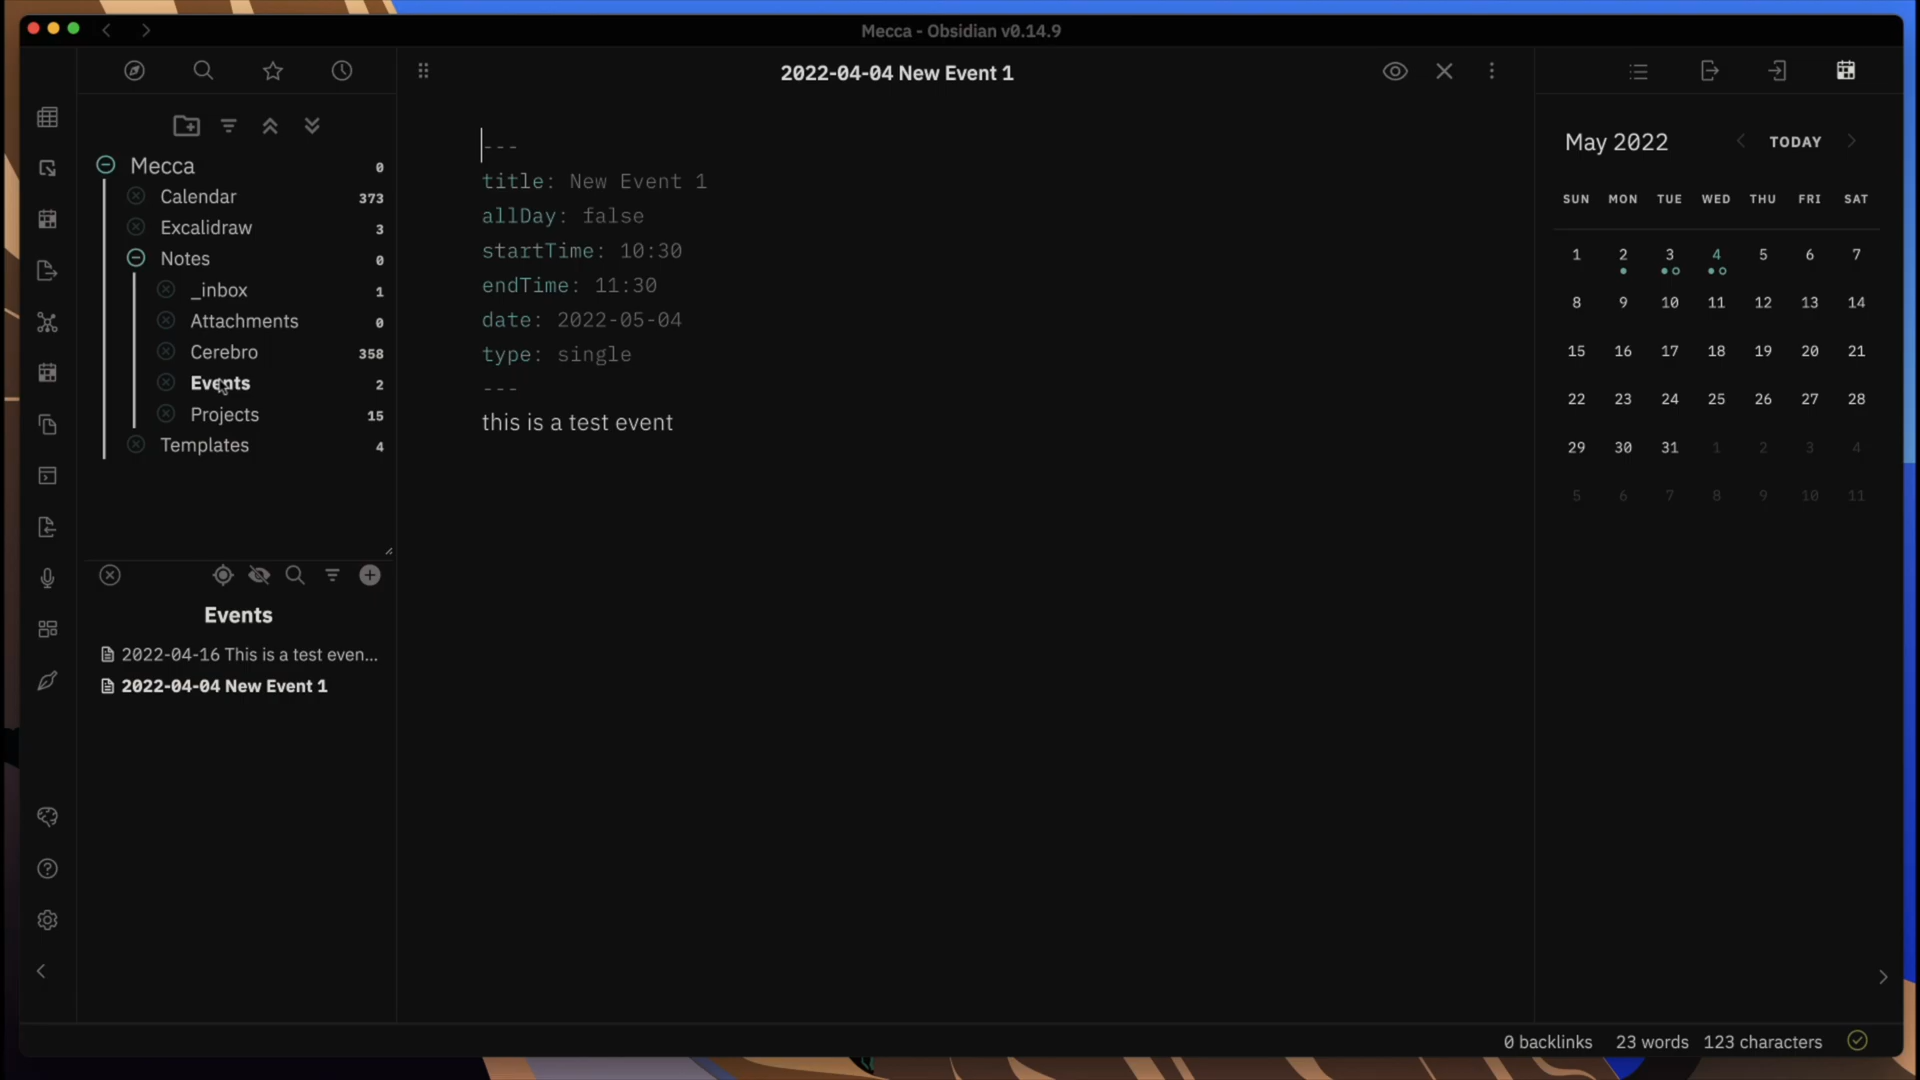 Mecca - Obsidian v0.14.9
2022-04-04 New Event 1
Mecca 0
Calendar 373
Excalidraw 3
Notes 0
_inbox 1
Attachments 0
Cerebro 358
Events 2
Projects 15
Templates 4
Events
2022-04-16 This is a test even...
2022-04-04 New Event 1
---
title: New Event 1
allDay: false
startTime: 10:30
endTime: 11:30
date: 2022-05-04
type: single
---
this is a test event
May 2022 TODAY
SUN MON TUE WED THU FRI SAT
1 2 3 4 5 6 7
8 9 10 11 12 13 14
15 16 17 18 19 20 21
22 23 24 25 26 27 28
29 30 31 1 2 3 4
5 6 7 8 9 10 11
0 backlinks 23 words 123 characters